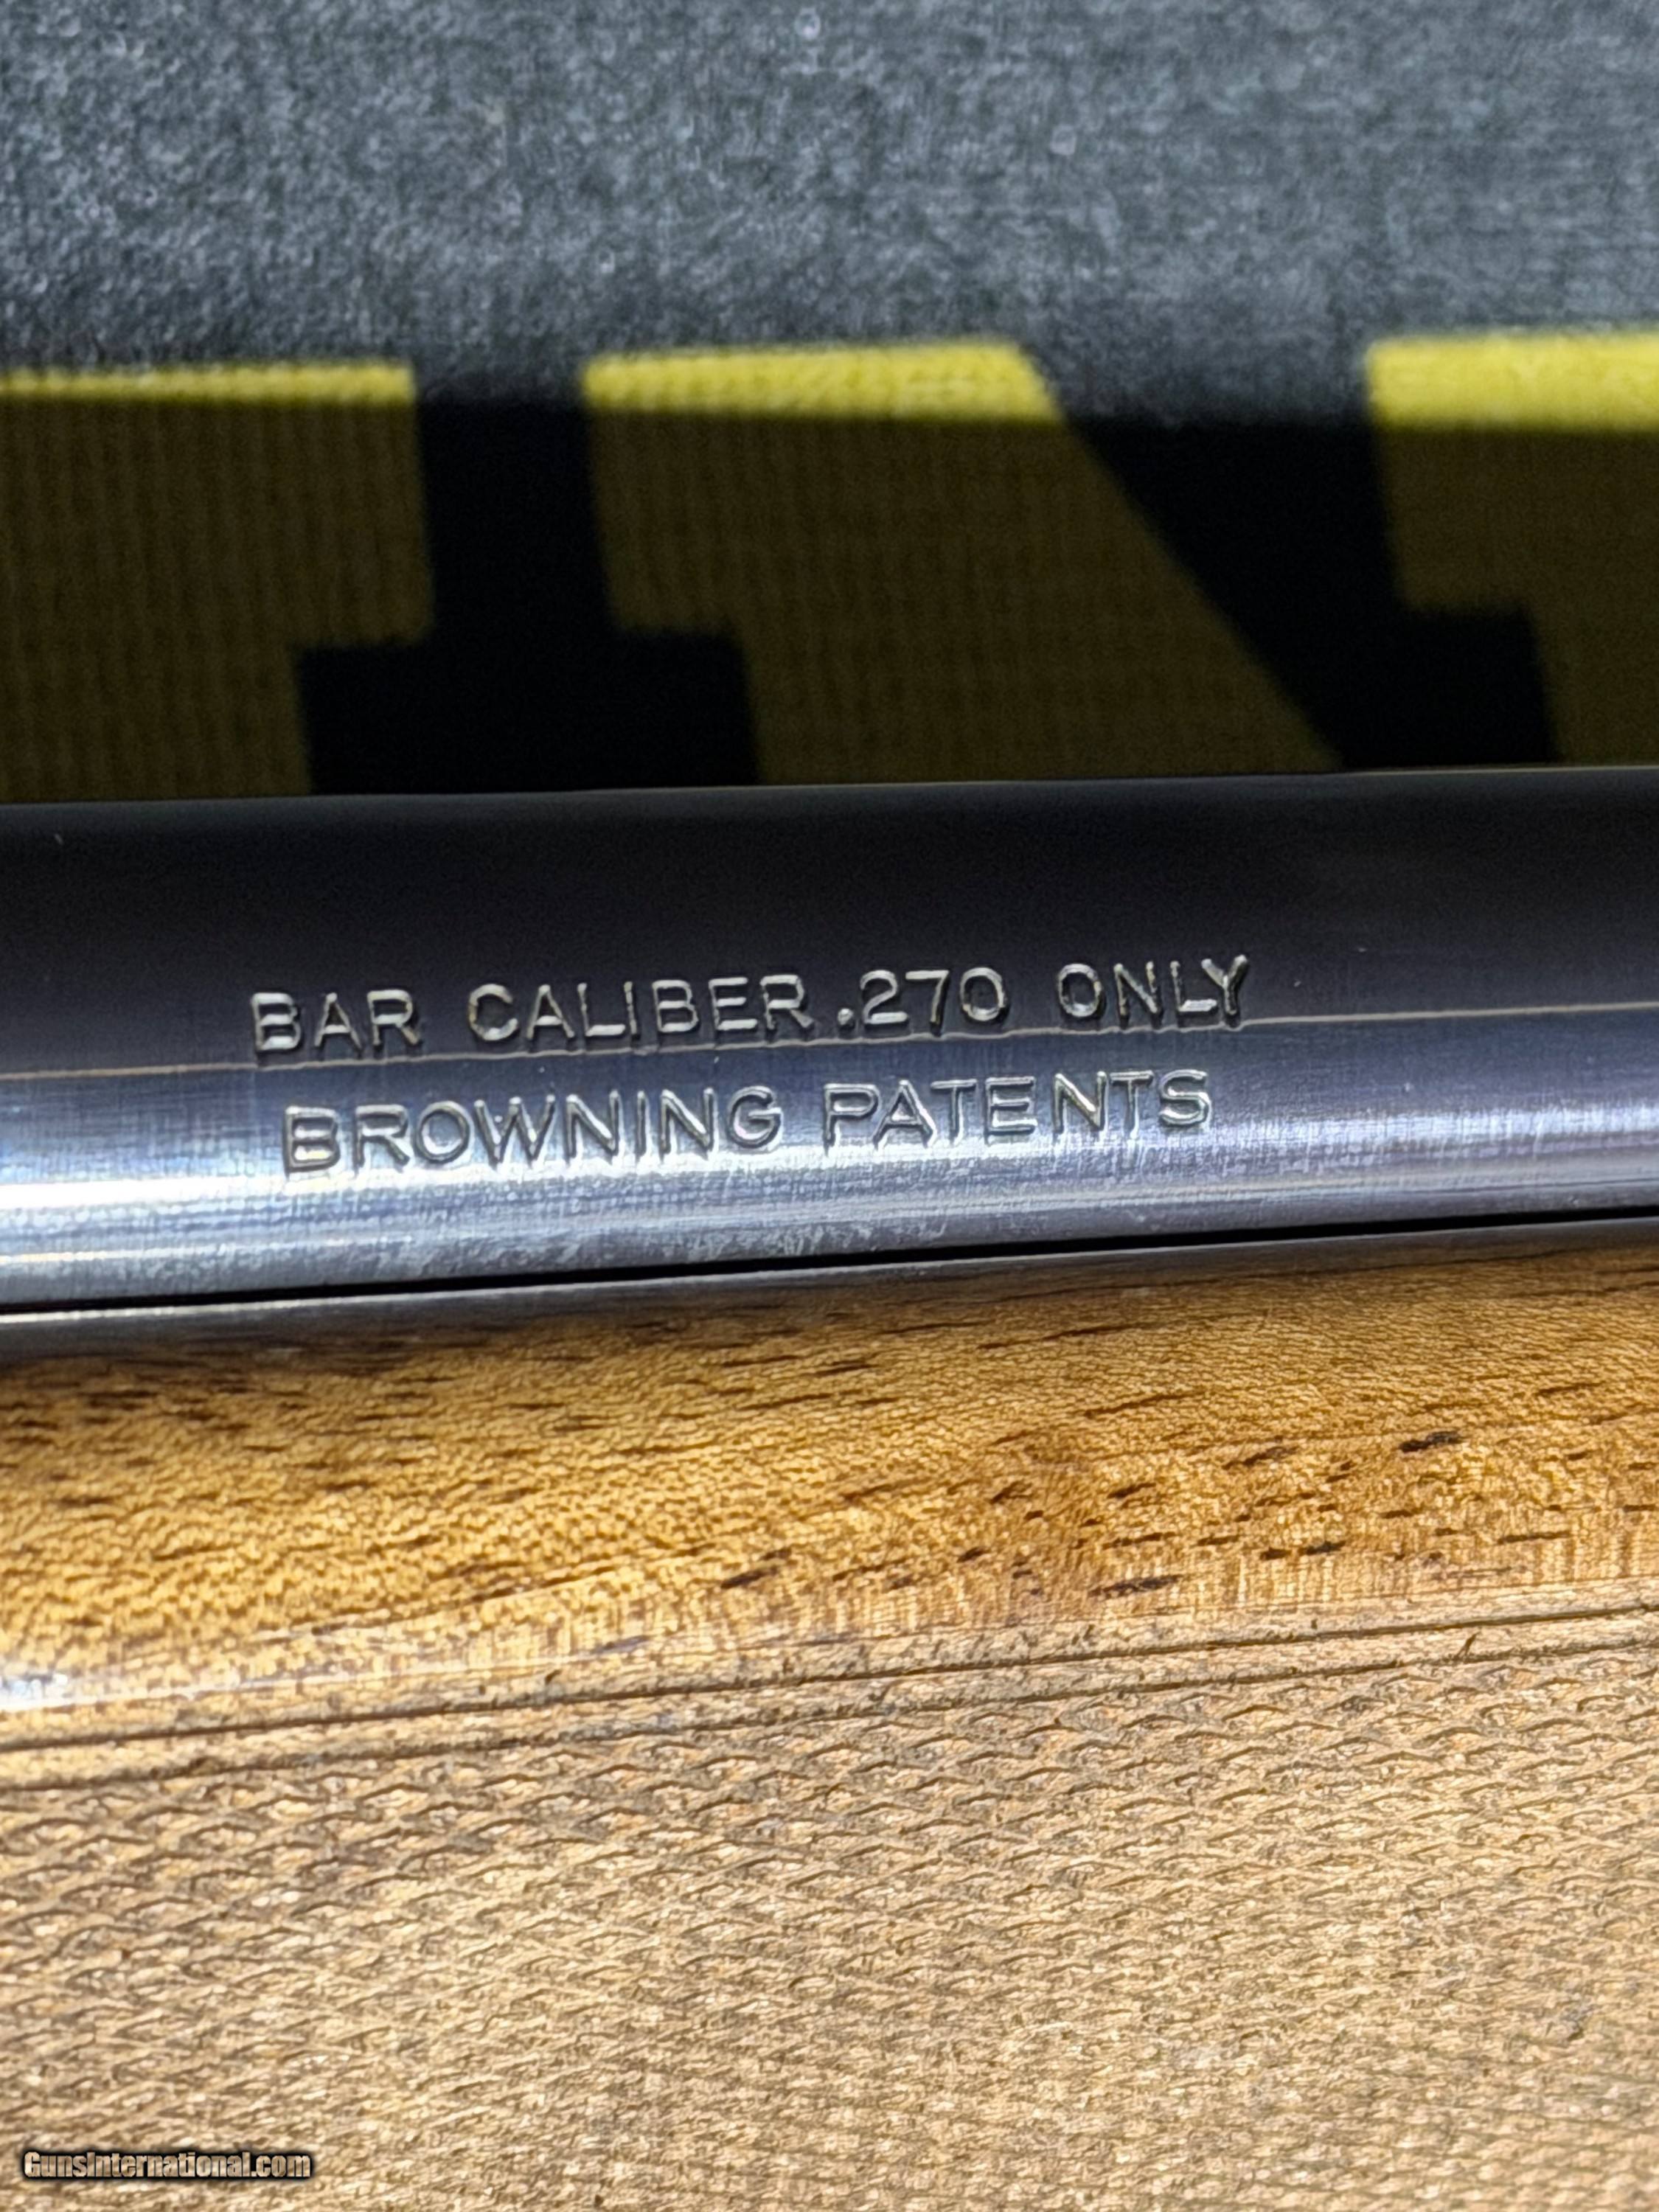 BAR CALIBER .270 ONLY
BROWNING PATENTS
GunsInternational.com